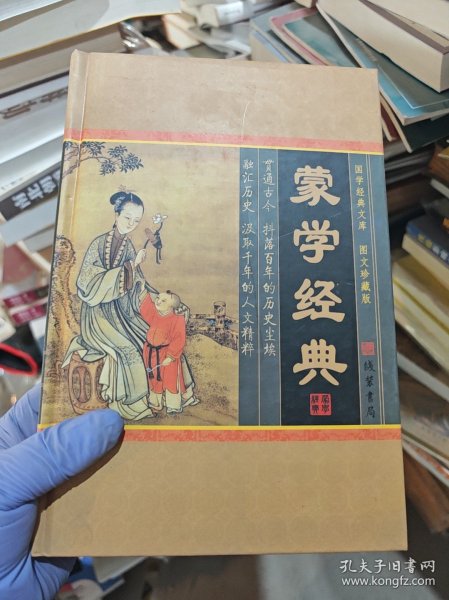 国学经典文库 图文珍藏版
蒙学经典
线装书局
贯通古今 抖落百年的历史尘埃
融汇历史 汲取千年的人文精粹
孔夫子旧书网
www.kongfz.com